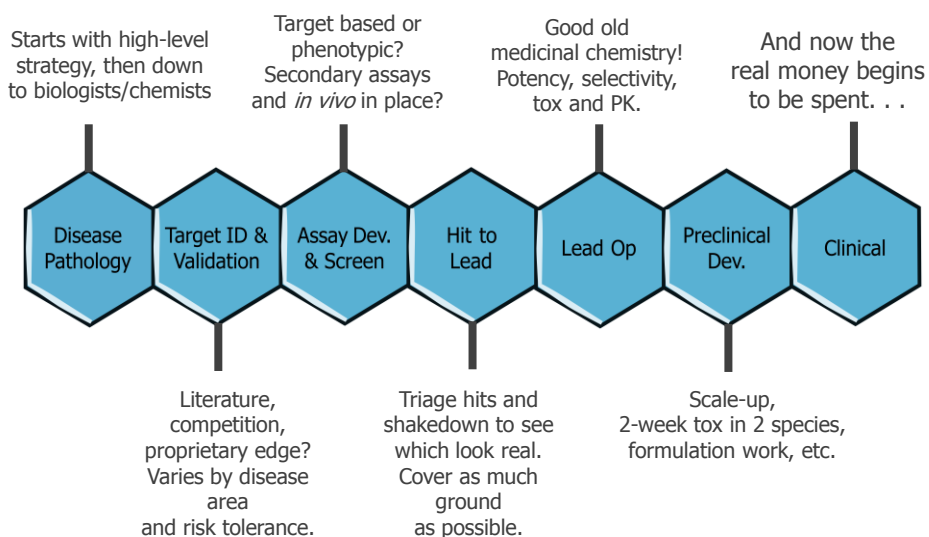 Starts with high-level
strategy, then down
to biologists/chemists
Target based or
phenotypic?
Secondary assays
and in vivo in place?
Good old
medicinal chemistry!
Potency, selectivity,
tox and PK.
And now the
real money begins
to be spent. . .
Disease
Pathology
Target ID &
Validation
Assay Dev.
& Screen
Hit to
Lead
Lead Op
Preclinical
Dev.
Clinical
Literature,
competition,
proprietary edge?
Varies by disease
area
and risk tolerance.
Triage hits and
shakedown to see
which look real.
Cover as much
ground
as possible.
Scale-up,
2-week tox in 2 species,
formulation work, etc.